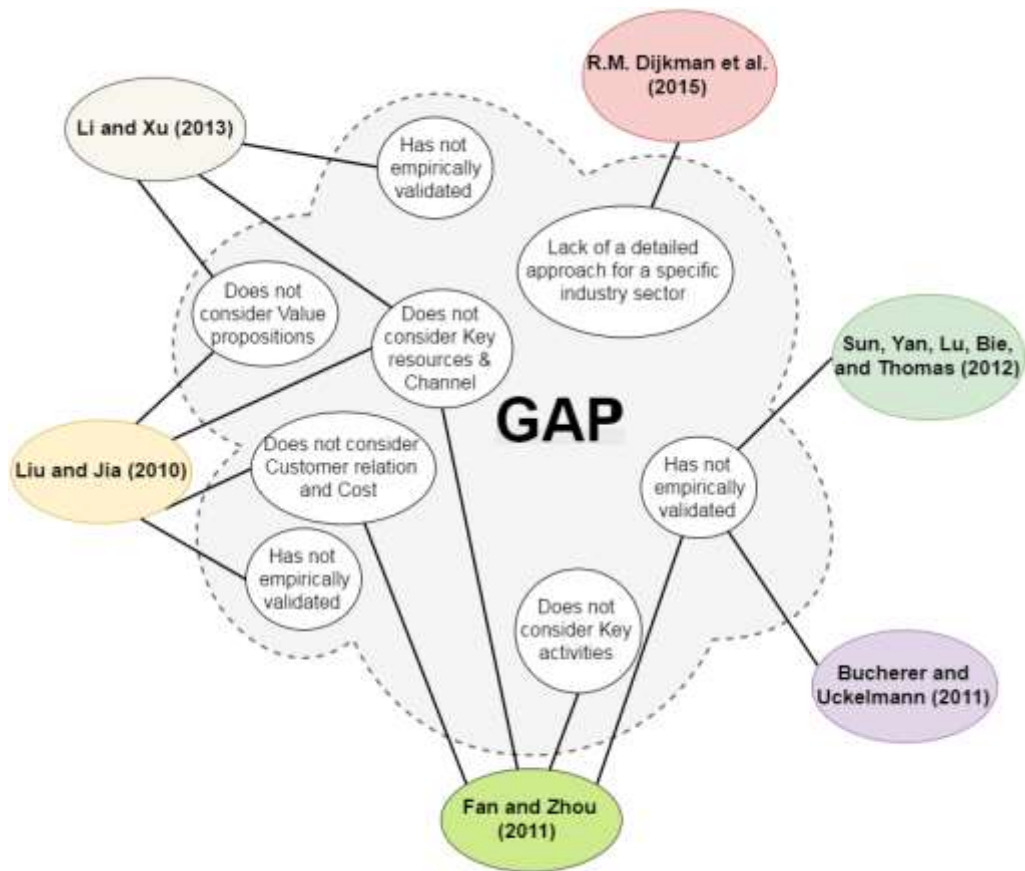 R.M. Dijkman et al.
(2015)
Li and Xu (2013)
Has not
empirically
validated
Lack of a detailed
approach for a specific
industry sector
Does not
consider Value
propositions
Does not
consider Key
resources &
Channel
Sun, Yan, Lu, Bie,
and Thomas (2012)
GAP
Liu and Jia (2010)
Does not consider
Customer relation
and Cost
Has not
empirically
validated
Has not
empirically
validated
Does not
consider Key
activities
Bucherer and
Uckelmann (2011)
Fan and Zhou
(2011)